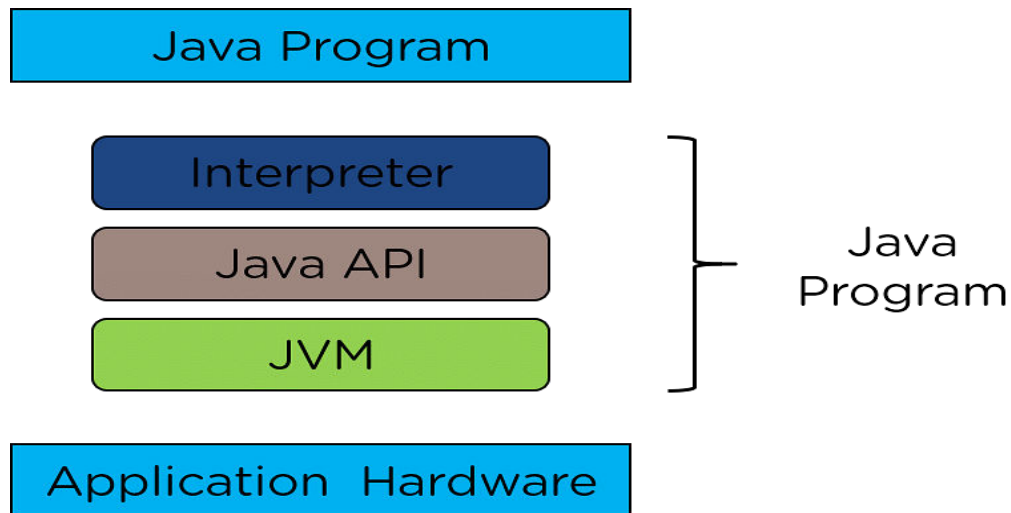 Java Program
Interpreter
Java API
JVM
Java
Program
Application Hardware